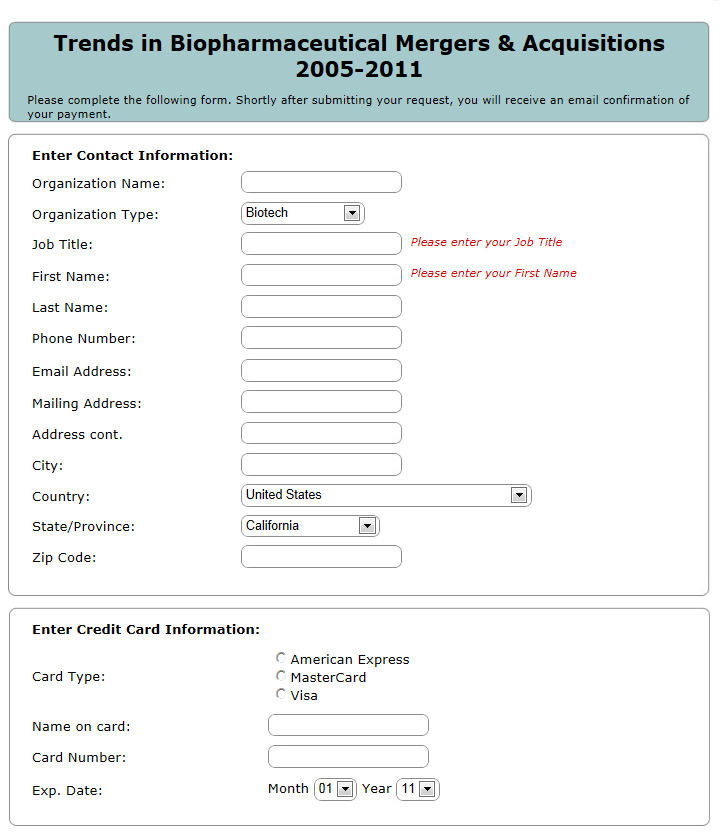 Trends in Biopharmaceutical Mergers & Acquisitions
2005-2011
Please complete the following form. Shortly after submitting your request, you will receive an email confirmation of
your payment.
Enter Contact Information:
Organization Name:
Organization Type: Biotech
Job Title: Please enter your Job Title
First Name: Please enter your First Name
Last Name:
Phone Number:
Email Address:
Mailing Address:
Address cont.
City:
Country: United States
State/Province: California
Zip Code:
Enter Credit Card Information:
Card Type:
American Express
MasterCard
Visa
Name on card:
Card Number:
Exp. Date: Month 01 Year 11